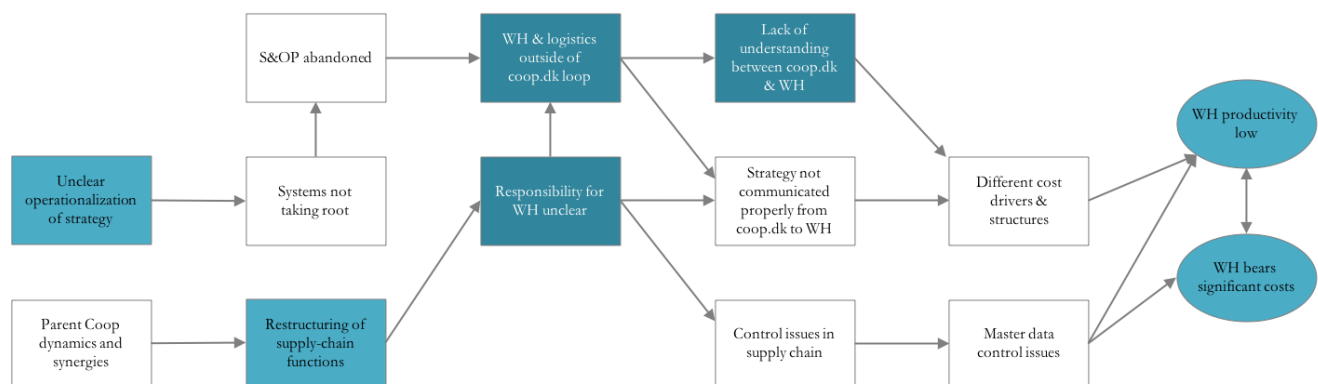 S&OP abandoned
WH & logistics
outside of
coop.dk loop
Lack of
understanding
between coop.dk
& WH
WH productivity
low
Unclear
operationalization
of strategy
Systems not
taking root
Responsibility for
WH unclear
Strategy not
communicated
properly from
coop.dk to WH
Different cost
drivers &
structures
WH bears
significant costs
Parent Coop
dynamics and
synergies
Restructuring of
supply-chain
functions
Control issues in
supply chain
Master data
control issues